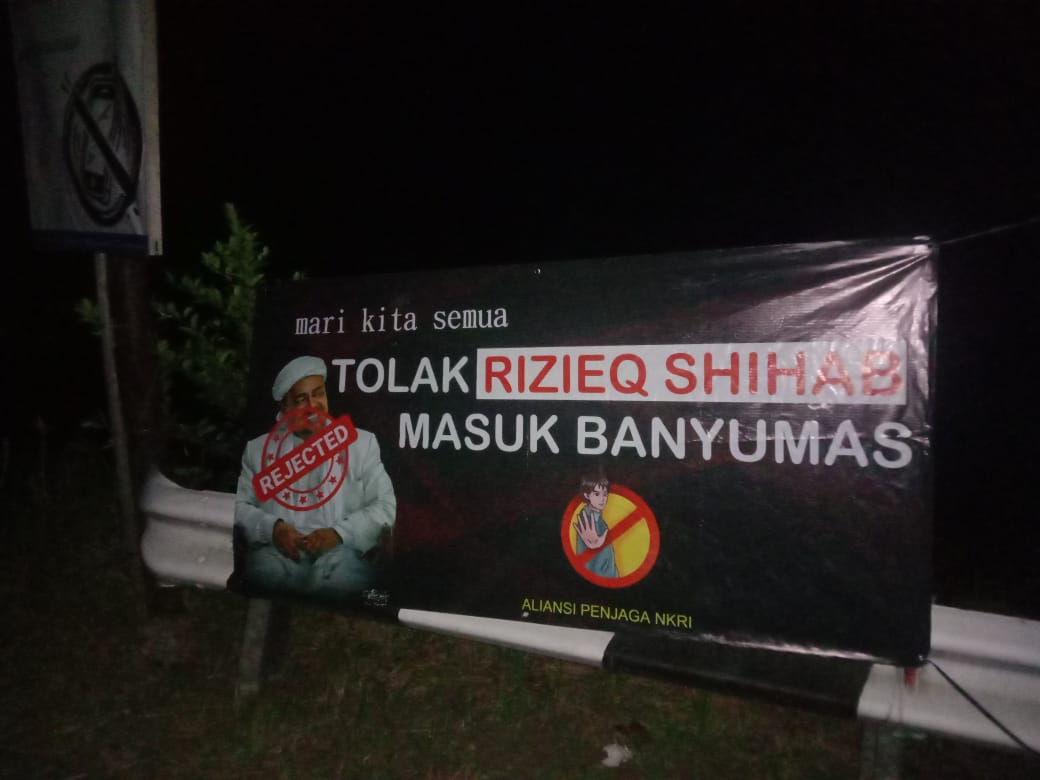 mari kita semua
TOLAK RIZIEQ SHIHAB
MASUK BANYUMAS
REJECTED
ALIANSI PENJAGA NKRI